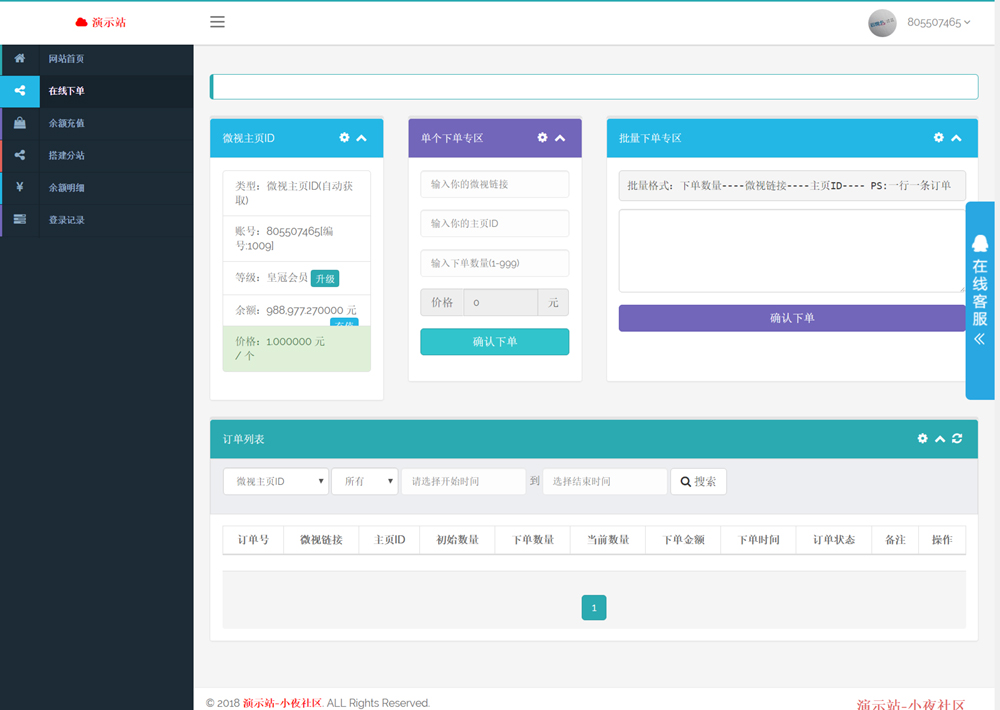 演示站
805507465
网站首页
在线下单
余额充值
搭建分站
余额明细
登录记录
微视主页ID
类型：微视主页ID(自动获
取)
账号：805507465[编
号:1009]
等级：皇冠会员 升级
余额：988,977.270000 元
价格：1.000000 元
/ 个
单个下单专区
输入你的微视链接
输入你的主页ID
输入下单数量(1-999)
价格 0 元
确认下单
批量下单专区
批量格式：下单数量----微视链接----主页ID---- PS:一行一条订单
确认下单
在线客服
订单列表
微视主页ID 所有 请选择开始时间 到 选择结束时间 搜索
订单号 微视链接 主页ID 初始数量 下单数量 当前数量 下单金额 下单时间 订单状态 备注 操作
1
© 2018 演示站-小夜社区. ALL Rights Reserved.
演示站-小夜社区